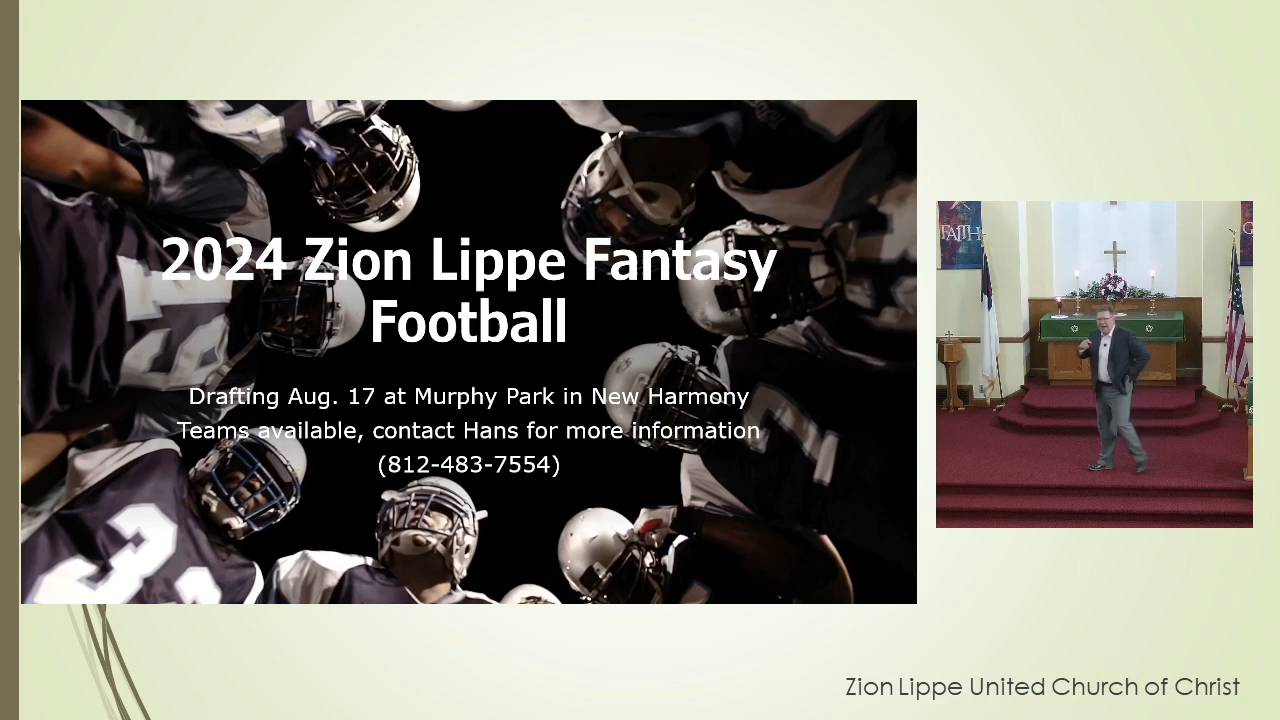 2024 Zion Lippe Fantasy
Football
Drafting Aug. 17 at Murphy Park in New Harmony
Teams available, contact Hans for more information
(812-483-7554)
FAITH
G
Zion Lippe United Church of Christ